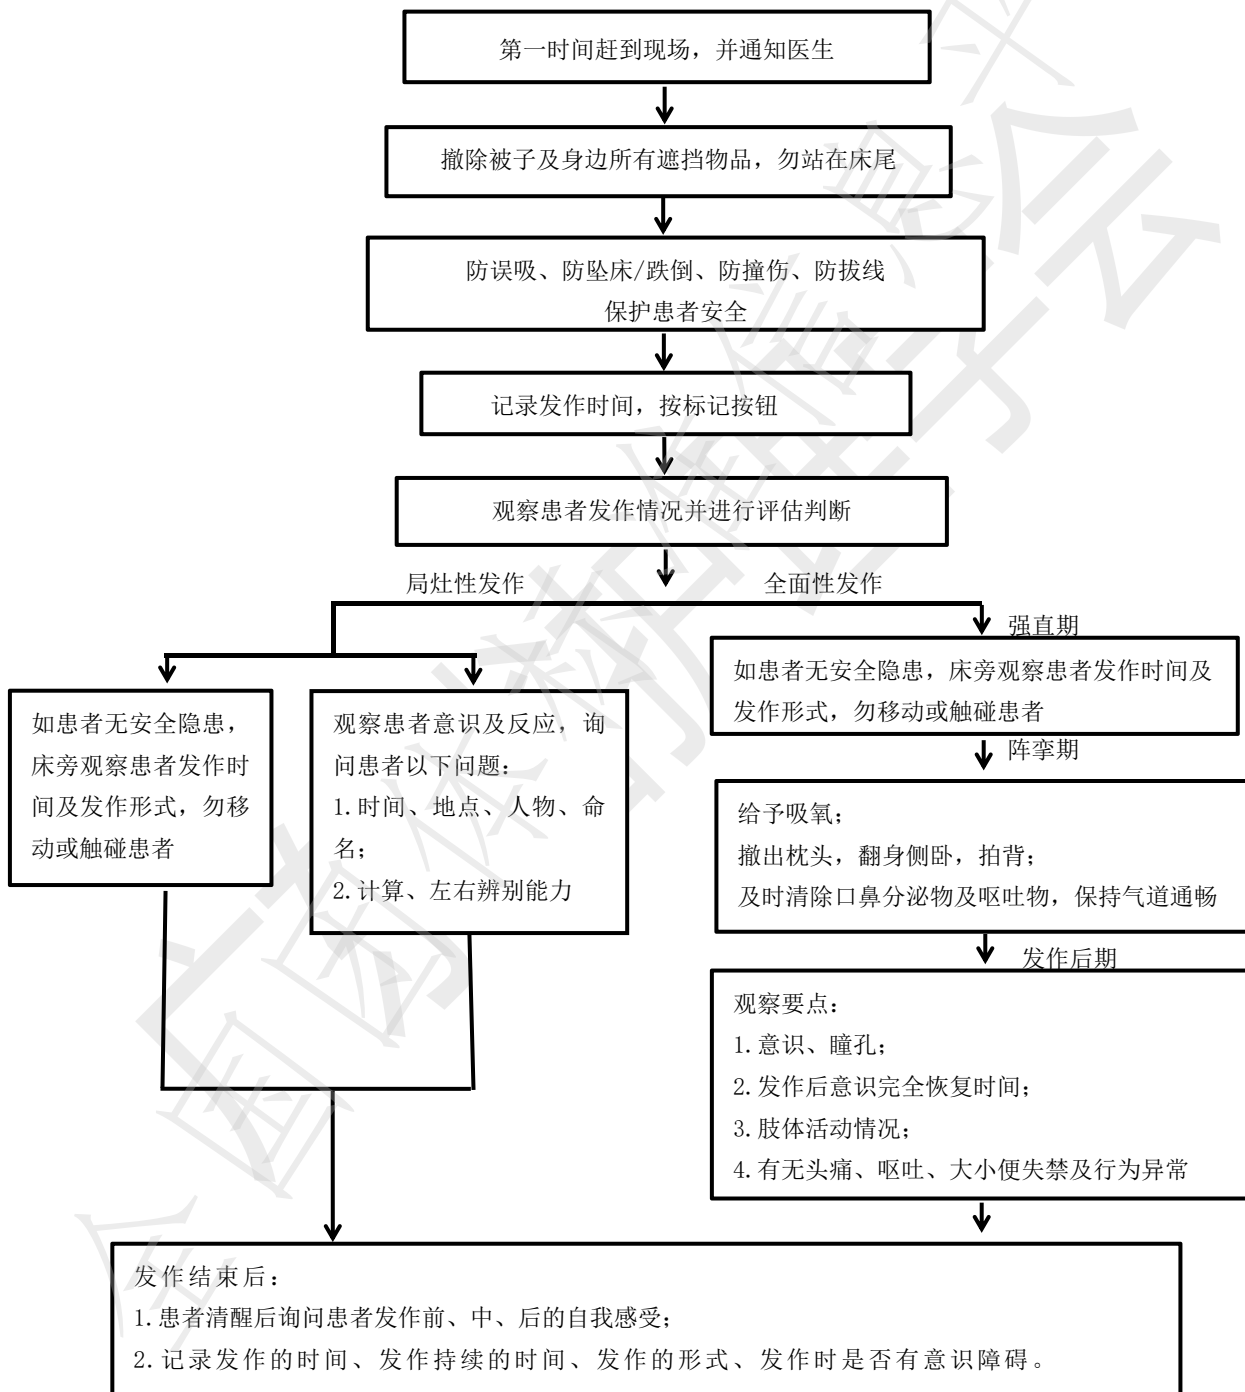 第一时间赶到现场，并通知医生
撤除被子及身边所有遮挡物品，勿站在床尾
防误吸、防坠床/跌倒、防撞伤、防拔线
保护患者安全
记录发作时间，按标记按钮
观察患者发作情况并进行评估判断
局灶性发作
全面性发作
如患者无安全隐患，
床旁观察患者发作时
间及发作形式，勿移
动或触碰患者
观察患者意识及反应，询
问患者以下问题：
1.时间、地点、人物、命
名；
2.计算、左右辨别能力
强直期
如患者无安全隐患，床旁观察患者发作时间及
发作形式，勿移动或触碰患者
阵挛期
给予吸氧；
撤出枕头，翻身侧卧，拍背；
及时清除口鼻分泌物及呕吐物，保持气道通畅
发作后期
观察要点：
1.意识、瞳孔；
2.发作后意识完全恢复时间；
3.肢体活动情况；
4.有无头痛、呕吐、大小便失禁及行为异常
发作结束后：
1.患者清醒后询问患者发作前、中、后的自我感受；
2.记录发作的时间、发作持续的时间、发作的形式、发作时是否有意识障碍。